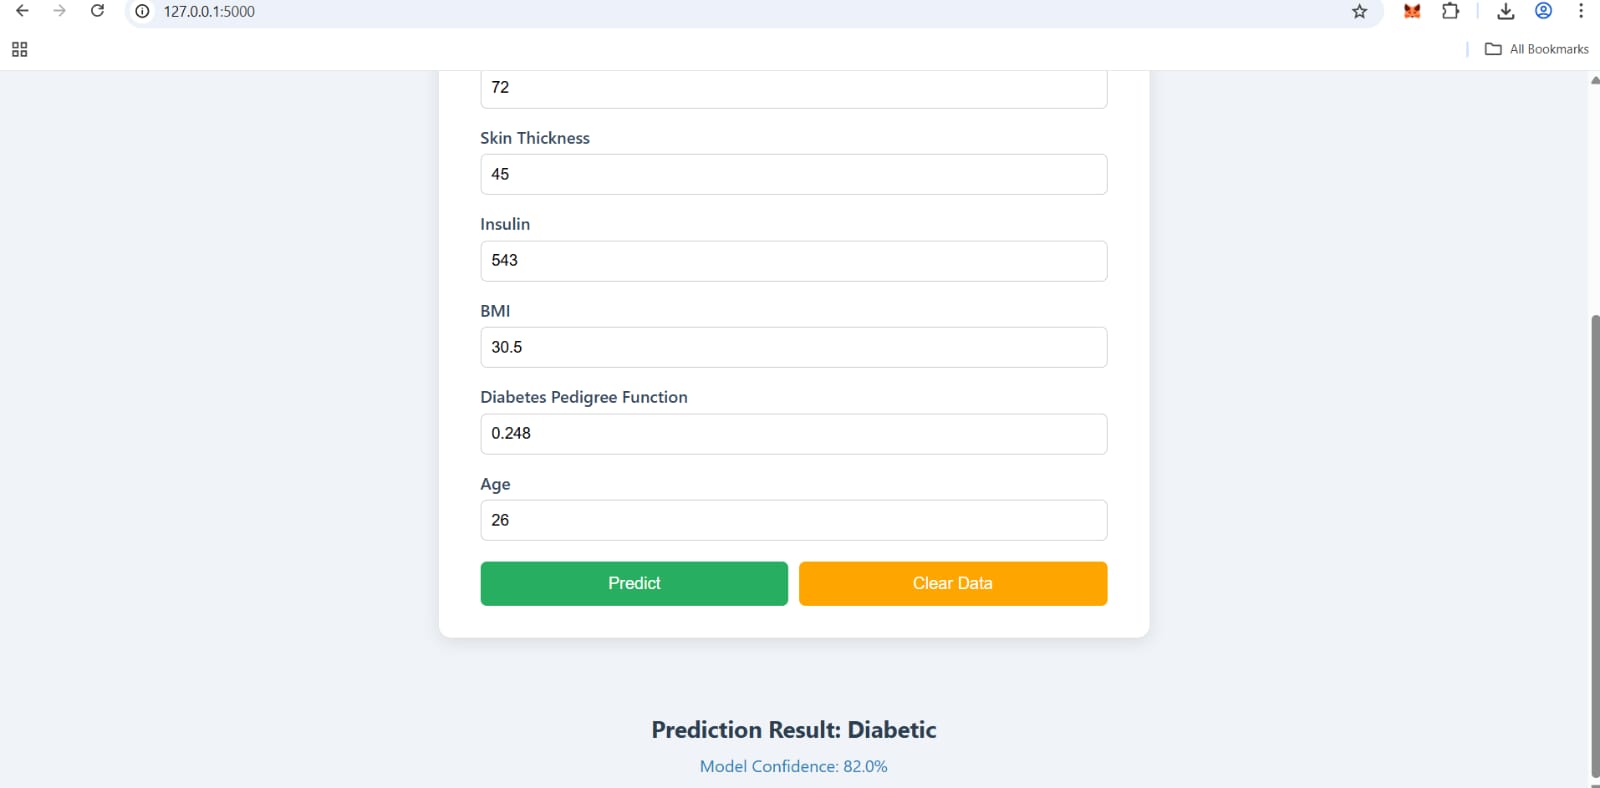 127.0.0.1:5000
All Bookmarks
72
Skin Thickness
45
Insulin
543
BMI
30.5
Diabetes Pedigree Function
0.248
Age
26
Predict Clear Data
Prediction Result: Diabetic
Model Confidence: 82.0%